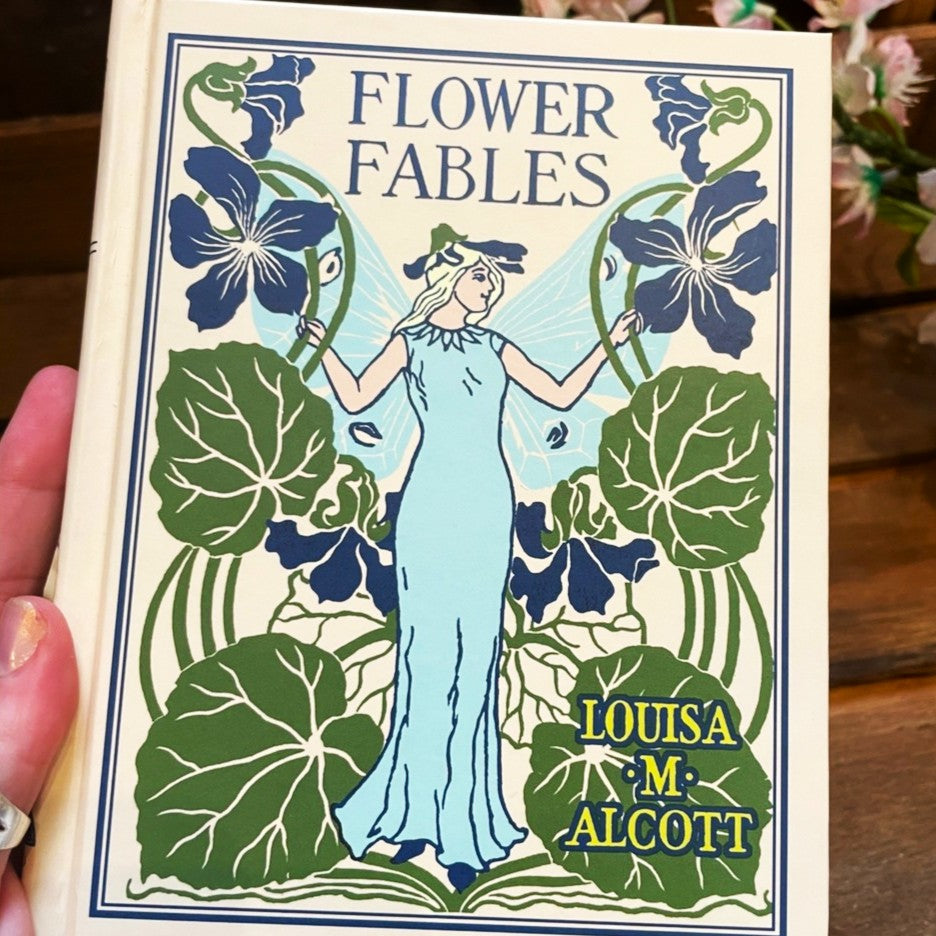 FLOWER
FABLES
LOUISA
·M·
ALCOTT